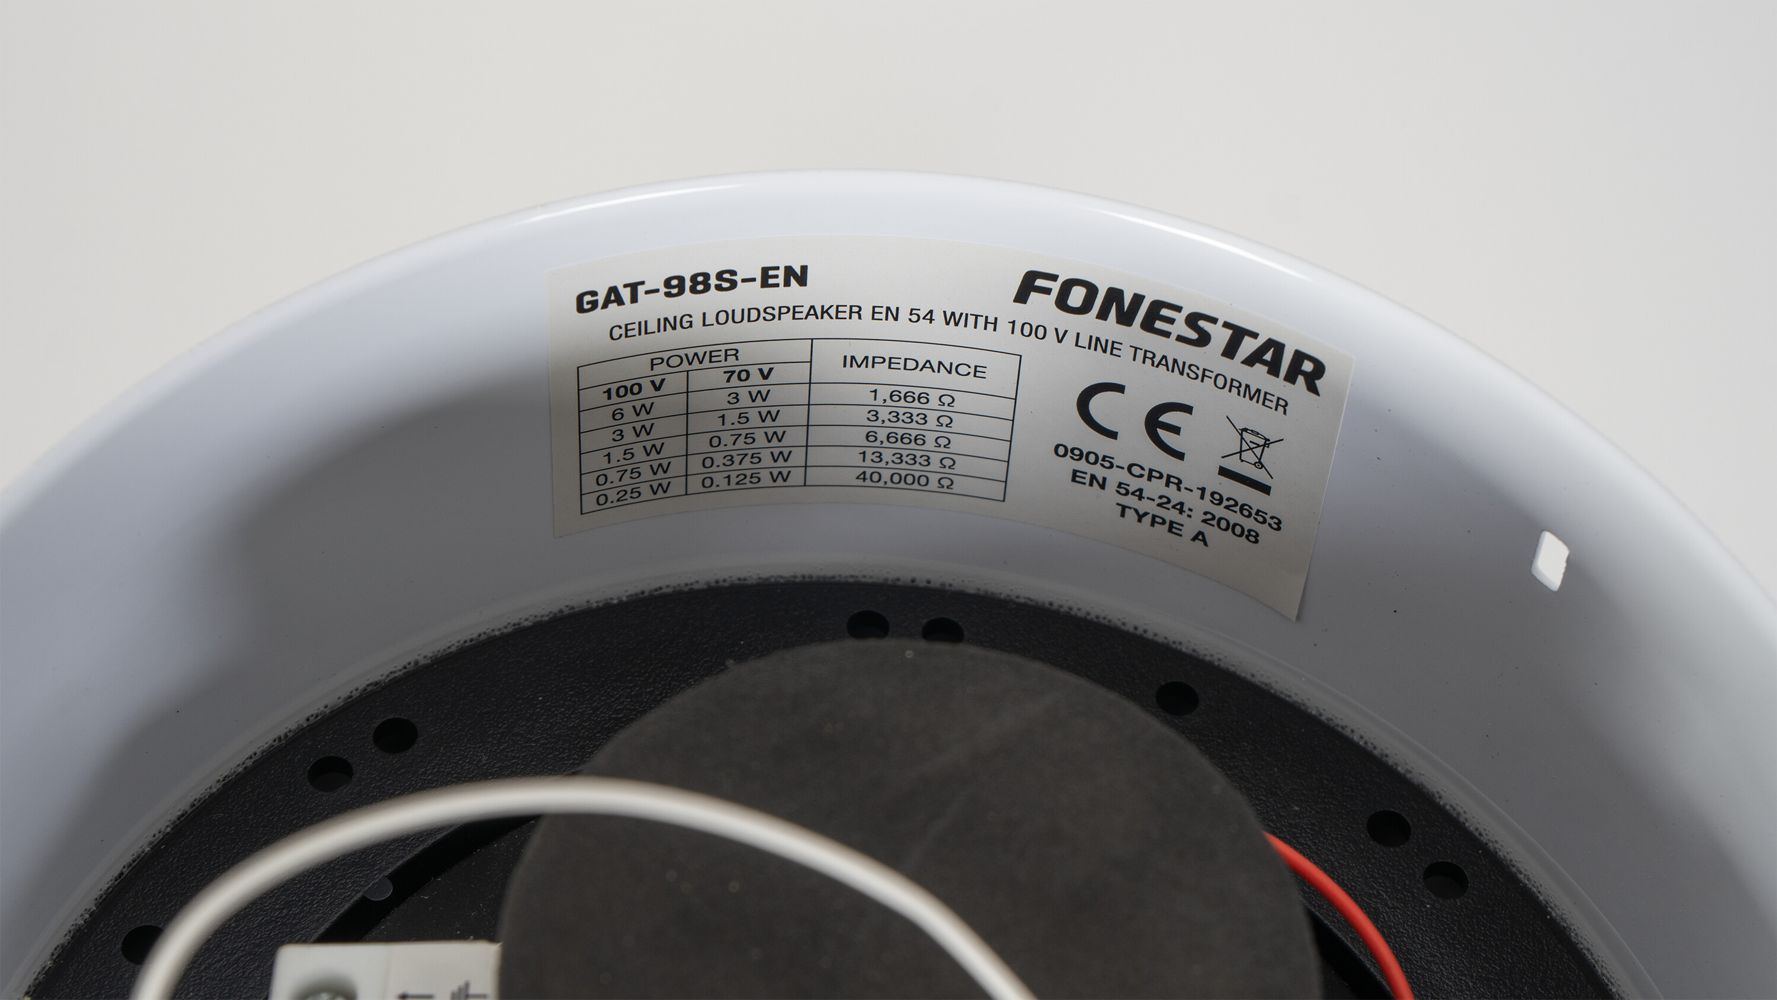 GAT-98S-EN
FONESTAR
CEILING LOUDSPEAKER EN 54 WITH 100 V LINE TRANSFORMER
POWER IMPEDANCE
100 V 70 V
6 W 3 W 1,666 Ω
3 W 1.5 W 3,333 Ω
1.5 W 0.75 W 6,666 Ω
0.75 W 0.375 W 13,333 Ω
0.25 W 0.125 W 40,000 Ω
CE
0905-CPR-192653
EN 54-24: 2008
TYPE A